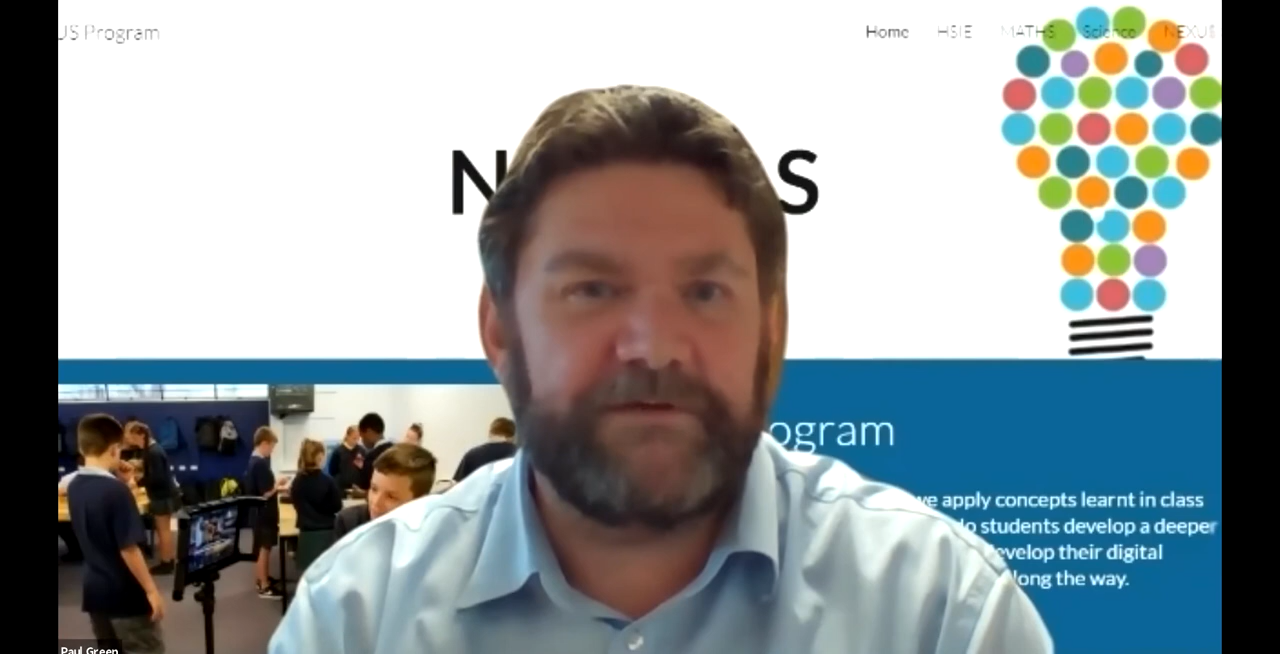 US Program
Home HSIE MATHS Science NEXUS
N S
ogram
we apply concepts learnt in class
do students develop a deeper
evelop their digital
long the way.
Paul Green